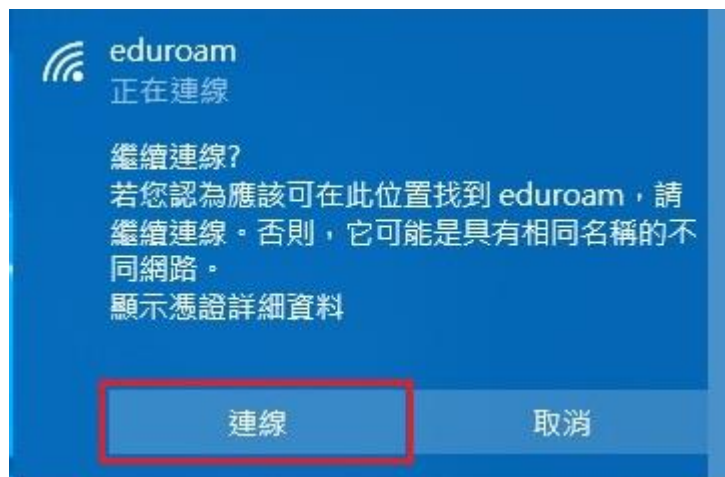 eduroam
正在連線
繼續連線?
若您認為應該可在此位置找到 eduroam，請
繼續連線。否則，它可能是具有相同名稱的不
同網路。
顯示憑證詳細資料
連線
取消